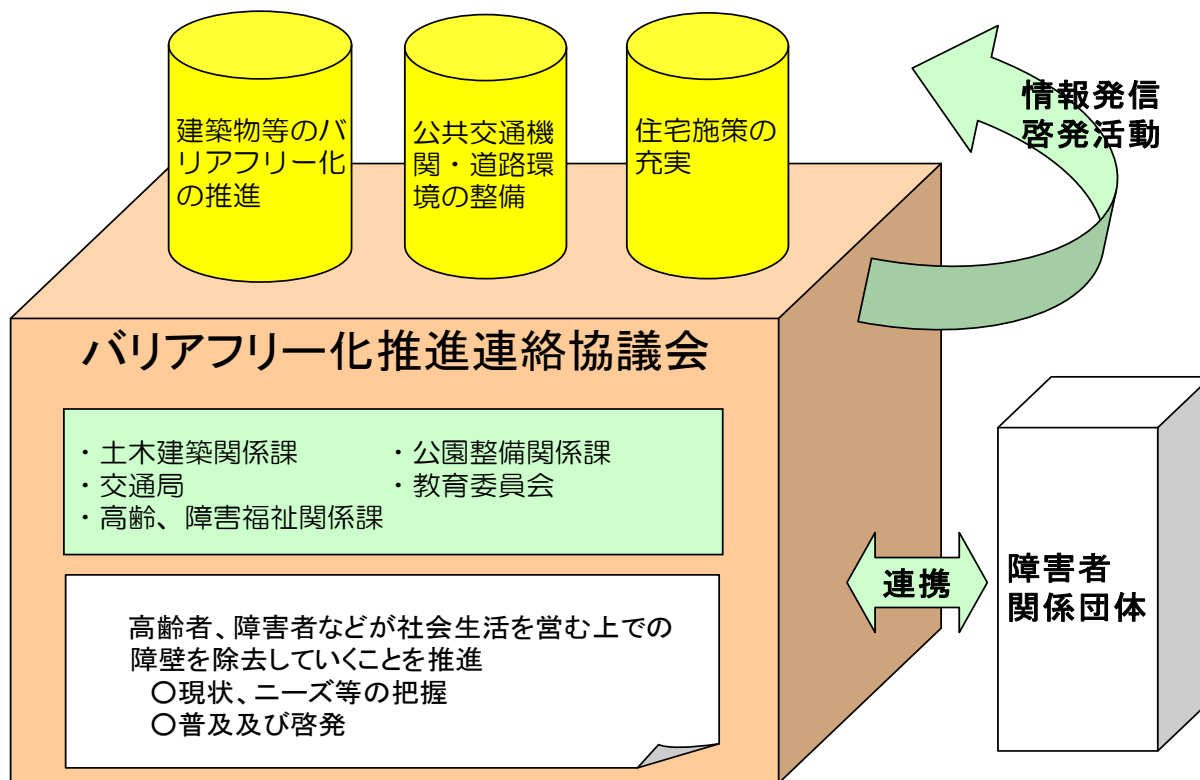 建築物等のバ
リアフリー化
の推進
公共交通機
関・道路環
境の整備
住宅施策の
充実
情報発信
啓発活動
バリアフリー化推進連絡協議会
・土木建築関係課
・公園整備関係課
・交通局
・教育委員会
・高齢、障害福祉関係課
連携
障害者
関係団体
高齢者、障害者などが社会生活を営む上での
障壁を除去していくことを推進
○現状、ニーズ等の把握
○普及及び啓発